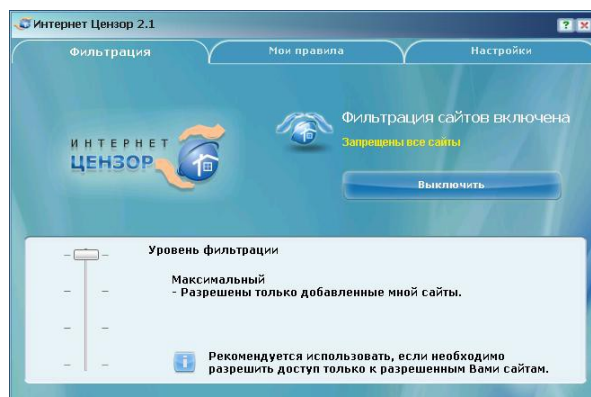 Интернет Цензор 2.1
Фильтрация
Мои правила
Настройки
ИНТЕРНЕТ
ЦЕНЗОР
Фильтрация сайтов включена
Запрещены все сайты
Выключить
Уровень фильтрации
Максимальный
- Разрешены только добавленные мной сайты.
Рекомендуется использовать, если необходимо
разрешить доступ только к разрешенным Вами сайтам.